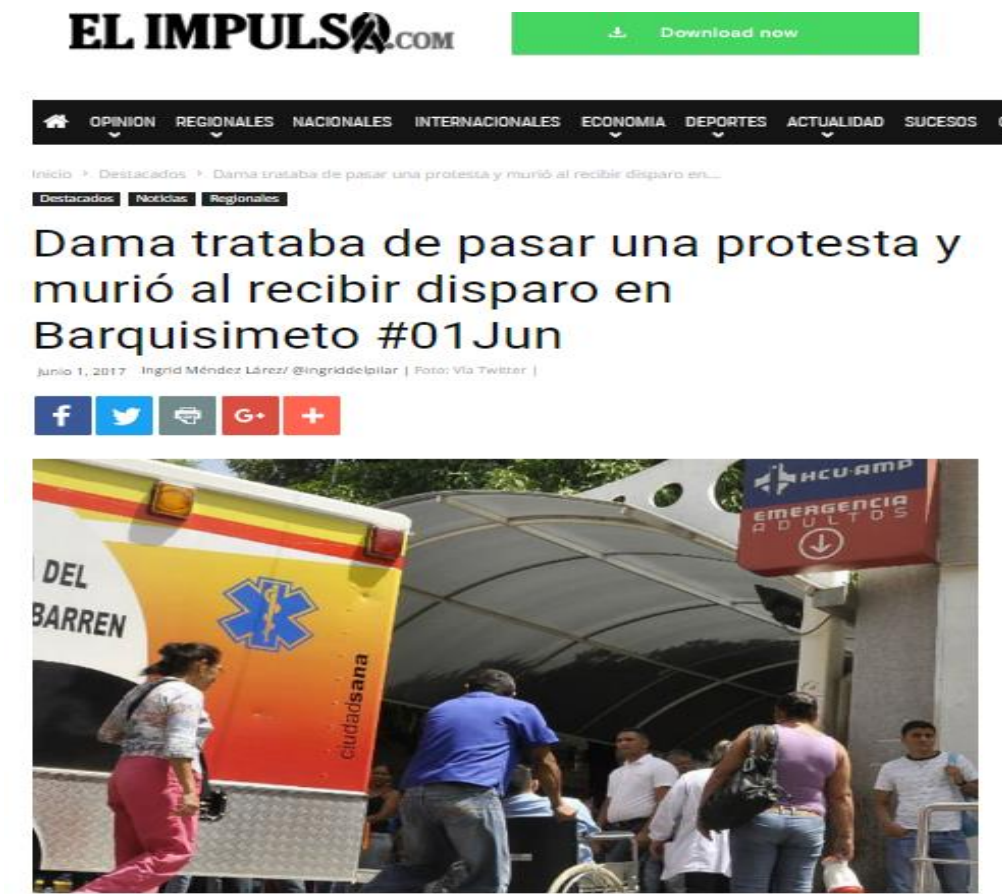 EL IMPULSO.COM
Download now
OPINION REGIONALES NACIONALES INTERNACIONALES ECONOMIA DEPORTES ACTUALIDAD SUCESOS
Inicio › Destacados › Dama trataba de pasar una protesta y murió al recibir disparo en...
Destacados Noticias Regionales
Dama trataba de pasar una protesta y
murió al recibir disparo en
Barquisimeto #01Jun
Junio 1, 2017 Ingrid Méndez Lárez/ @ingriddelpilar | Foto: Vía Twitter |
f G+ +
HCU-AMP
EMERGENCIA
ADULTOS
DEL
BARREN
ciudadsana